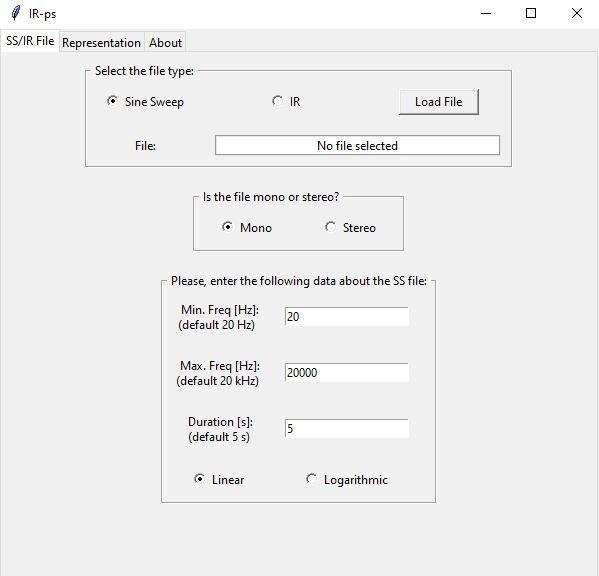 IR-ps
SS/IR File Representation About
Select the file type:
Sine Sweep IR Load File
File: No file selected
Is the file mono or stereo?
Mono Stereo
Please, enter the following data about the SS file:
Min. Freq [Hz]: 20
(default 20 Hz)
Max. Freq [Hz]: 20000
(default 20 kHz)
Duration [s]: 5
(default 5 s)
Linear Logarithmic